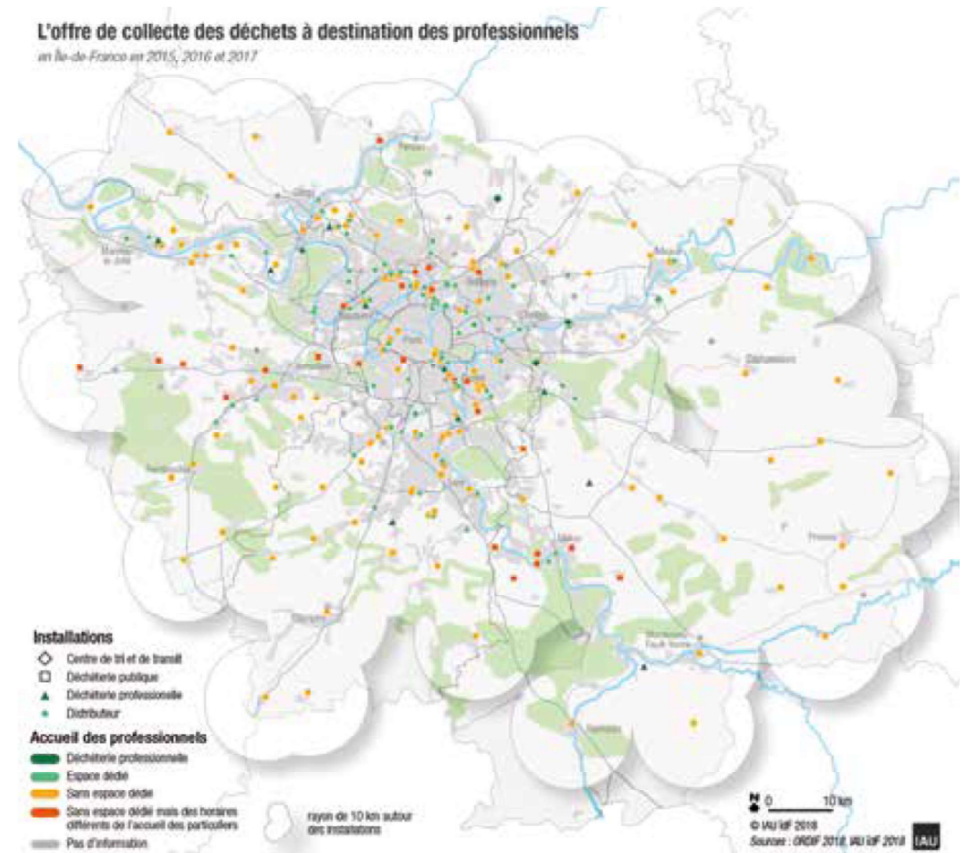 L'offre de collecte des déchets à destination des professionnels
en Île-de-France en 2015, 2016 et 2017
Persan
Meaux
Paris
Coulommiers
Rambouillet
Provins
Melun
Étampes
Montereau-
Fault-Yonne
Nemours
Installations
Centre de tri et de transit
Déchèterie publique
Déchèterie professionnelle
Distributeur
Accueil des professionnels
Déchèterie professionnelle
Espace dédié
Sans espace dédié
Sans espace dédié mais des horaires
différents de l'accueil des particuliers
Pas d'information
rayon de 10 km autour
des installations
N 0 10 km
© IAU îdF 2018
Sources : ORDIF 2018, IAU îdF 2018 IAU